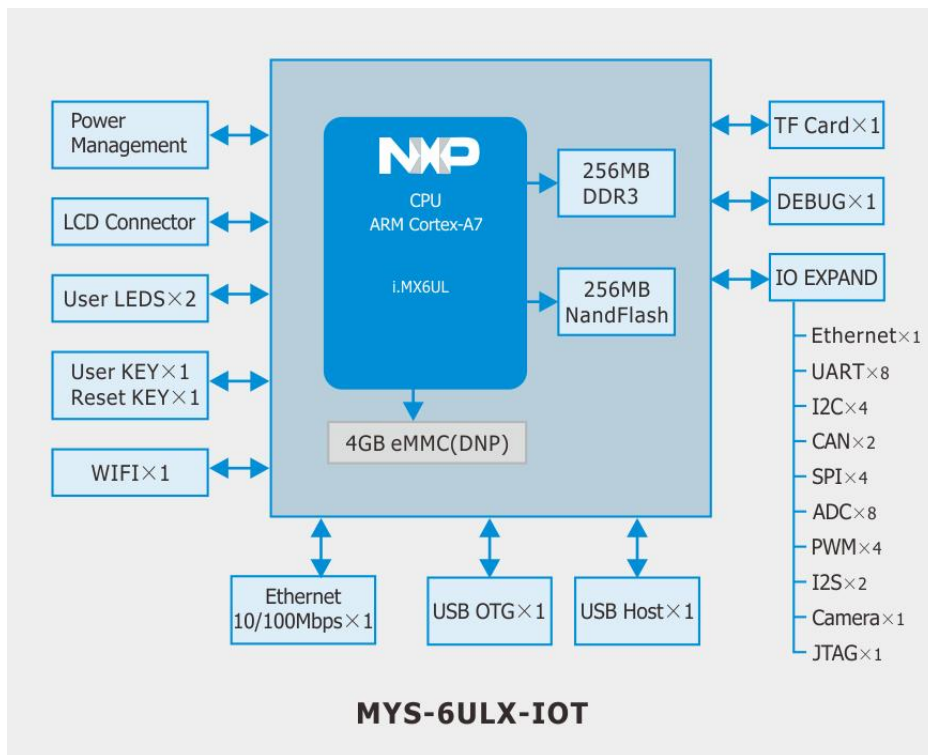 Power
Management
LCD Connector
User LEDS×2
User KEY×1
Reset KEY×1
WIFI×1
NXP
CPU
ARM Cortex-A7
i.MX6UL
256MB
DDR3
256MB
NandFlash
4GB eMMC(DNP)
TF Card×1
DEBUG×1
IO EXPAND
Ethernet×1
UART×8
I2C×4
CAN×2
SPI×4
ADC×8
PWM×4
I2S×2
Camera×1
JTAG×1
Ethernet
10/100Mbps×1
USB OTG×1
USB Host×1
MYS-6ULX-IOT